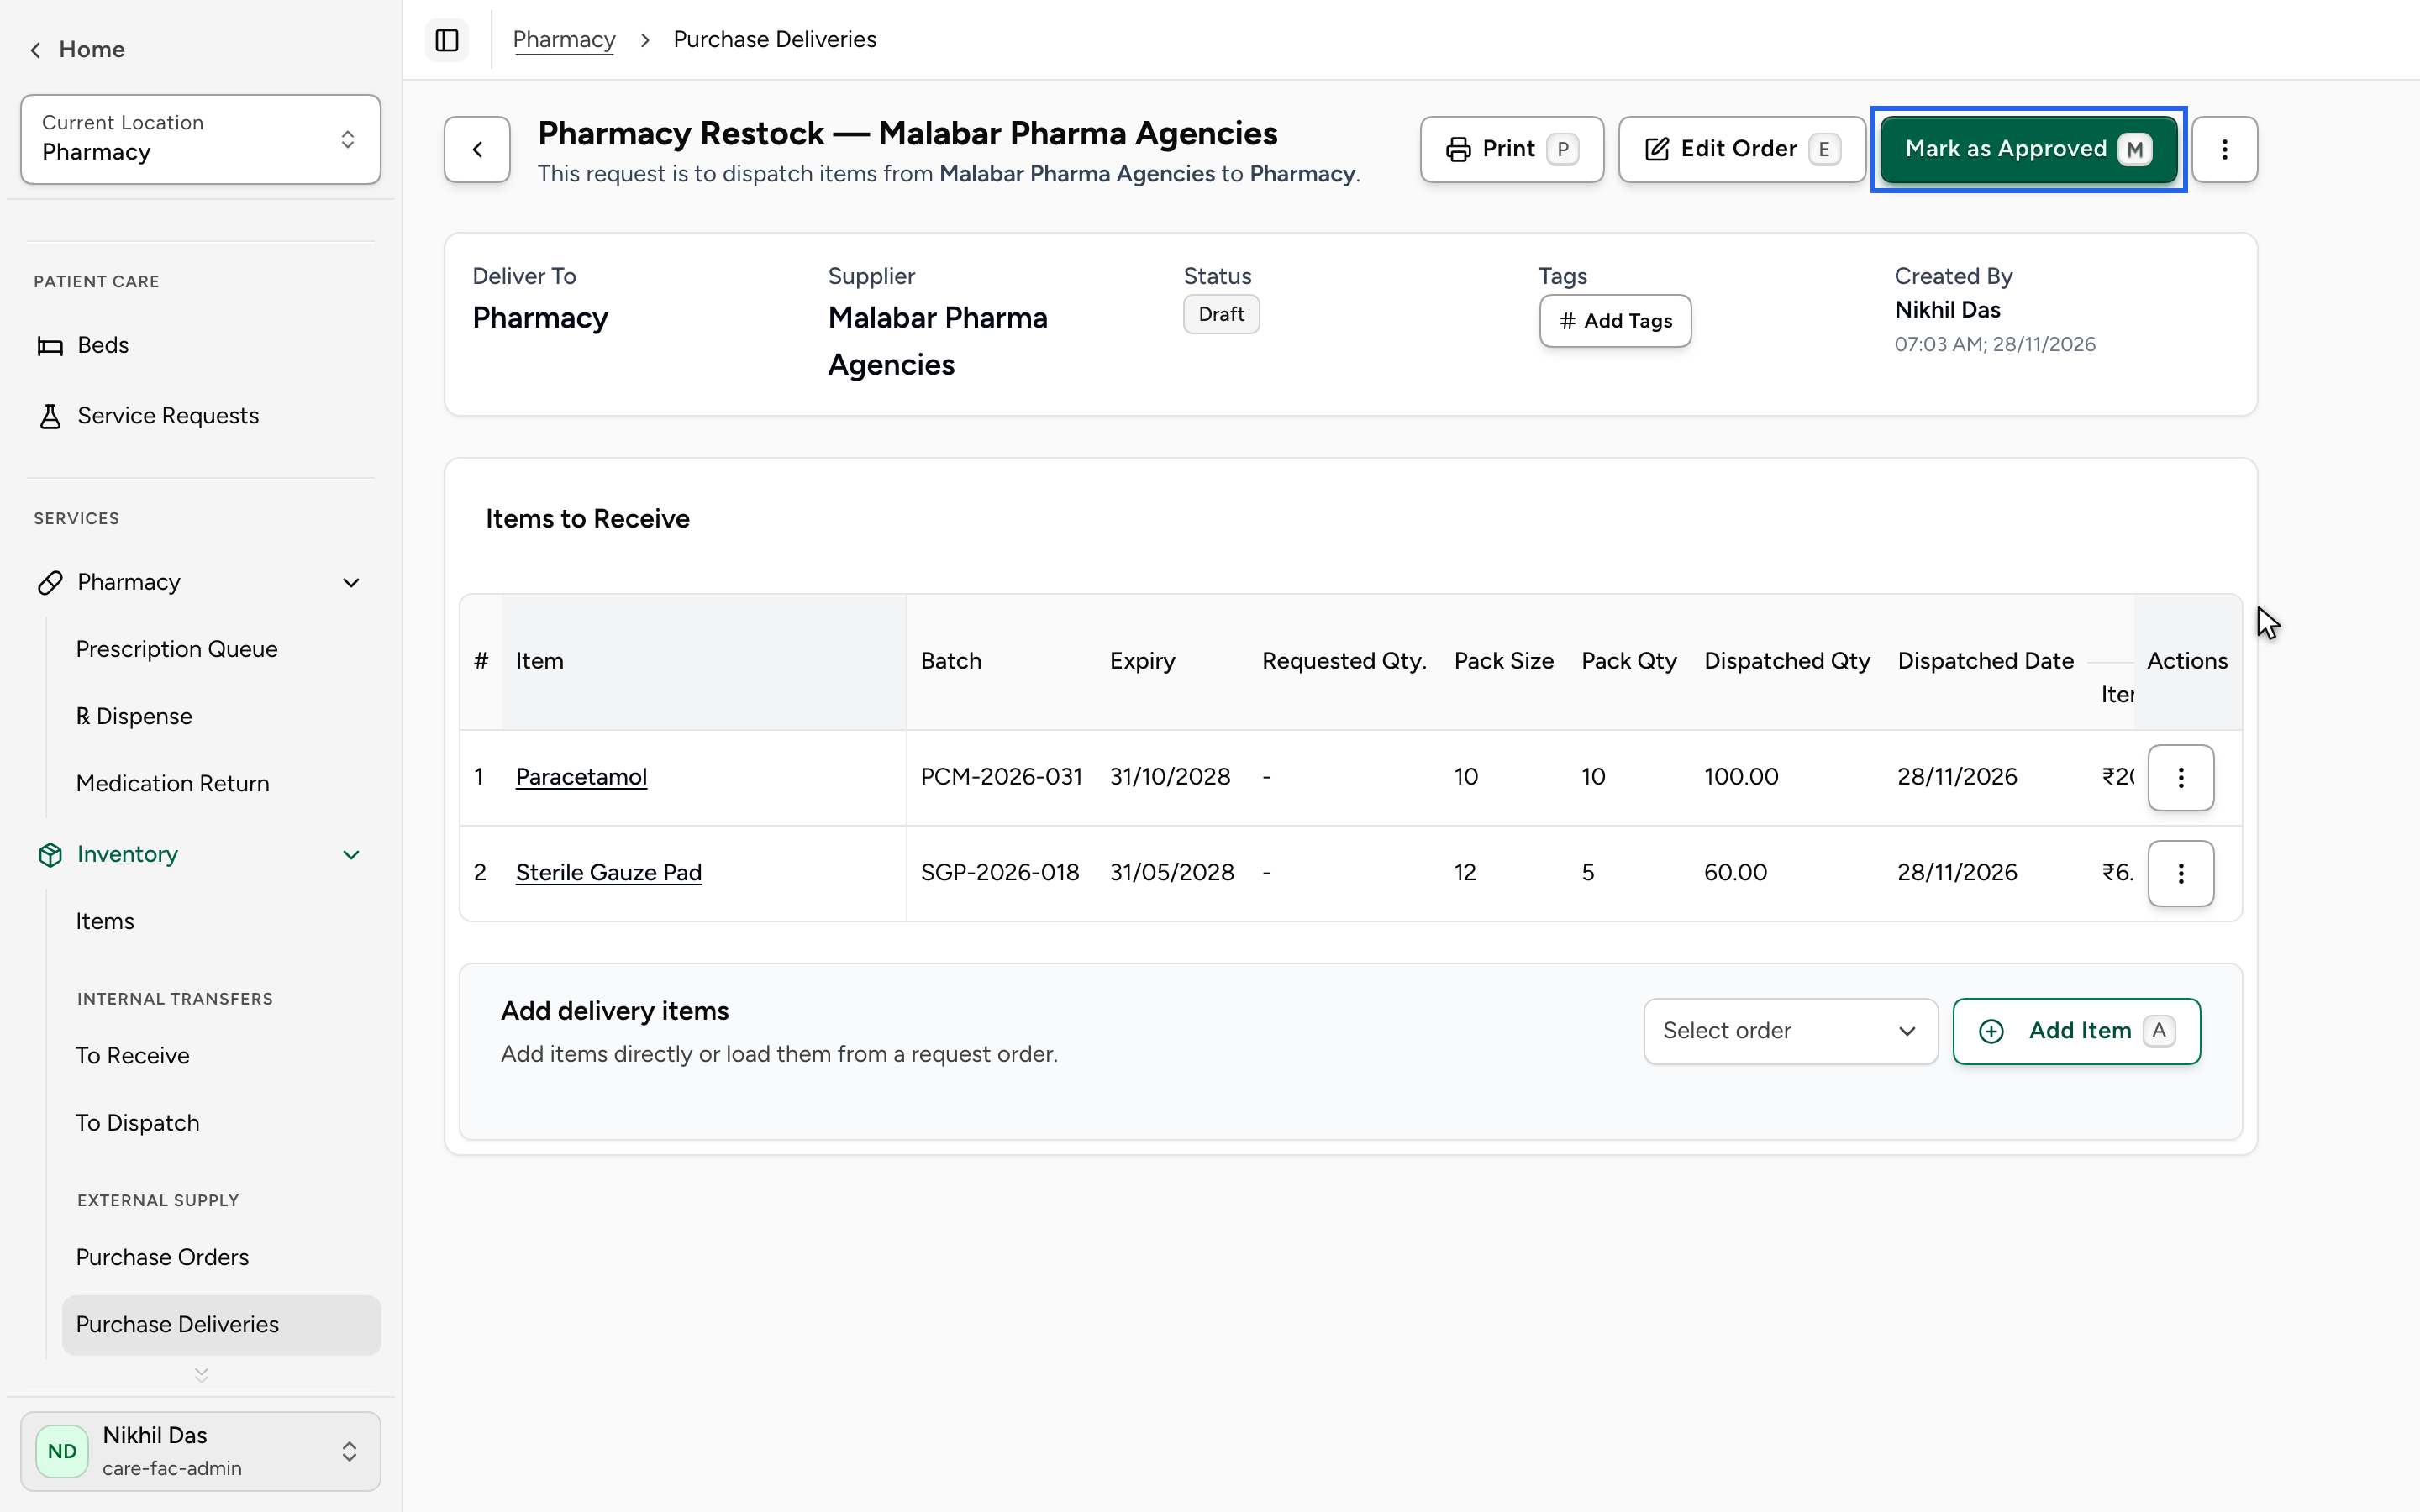 Home
Current Location
Pharmacy
PATIENT CARE
Beds
Service Requests
SERVICES
Pharmacy
Prescription Queue
℞ Dispense
Medication Return
Inventory
Items
INTERNAL TRANSFERS
To Receive
To Dispatch
EXTERNAL SUPPLY
Purchase Orders
Purchase Deliveries
ND
Nikhil Das
care-fac-admin
Pharmacy > Purchase Deliveries
Pharmacy Restock — Malabar Pharma Agencies
This request is to dispatch items from Malabar Pharma Agencies to Pharmacy.
Print P
Edit Order E
Mark as Approved M
Deliver To
Pharmacy
Supplier
Malabar Pharma
Agencies
Status
Draft
Tags
# Add Tags
Created By
Nikhil Das
07:03 AM; 28/11/2026
Items to Receive
# Item Batch Expiry Requested Qty. Pack Size Pack Qty Dispatched Qty Dispatched Date Actions
1 Paracetamol PCM-2026-031 31/10/2028 - 10 10 100.00 28/11/2026
2 Sterile Gauze Pad SGP-2026-018 31/05/2028 - 12 5 60.00 28/11/2026 ₹6.
Add delivery items
Add items directly or load them from a request order.
Select order
Add Item A